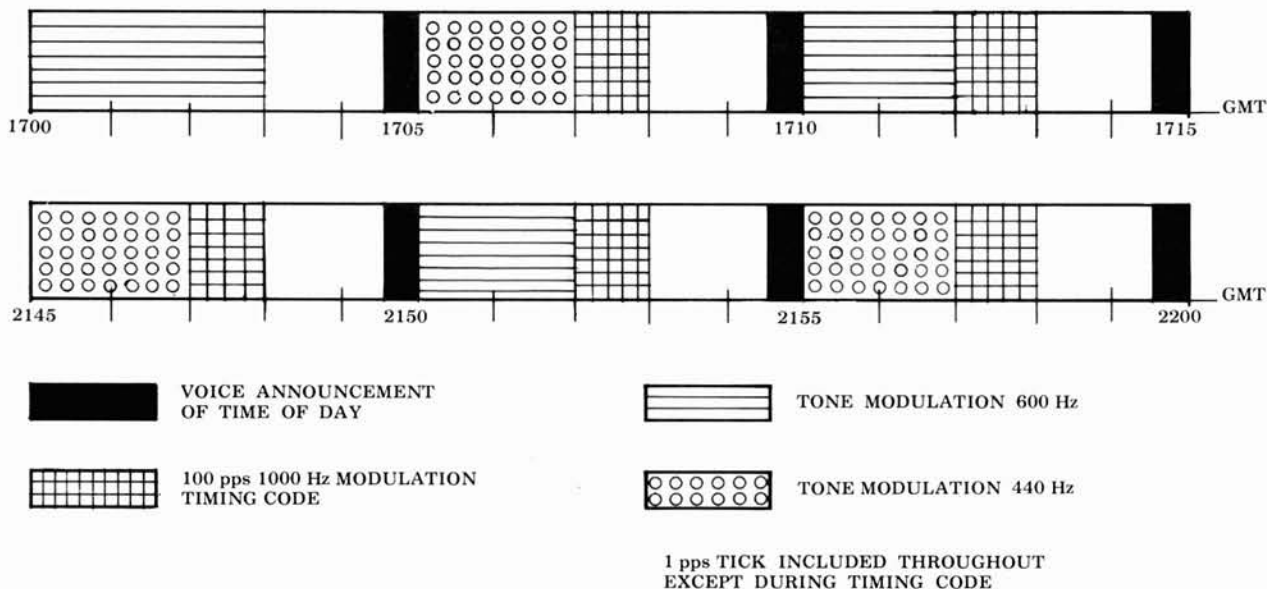 GMT
1700 1705 1710 1715
GMT
2145 2150 2155 2200
VOICE ANNOUNCEMENT
OF TIME OF DAY
TONE MODULATION 600 Hz
100 pps 1000 Hz MODULATION
TIMING CODE
TONE MODULATION 440 Hz
1 pps TICK INCLUDED THROUGHOUT
EXCEPT DURING TIMING CODE